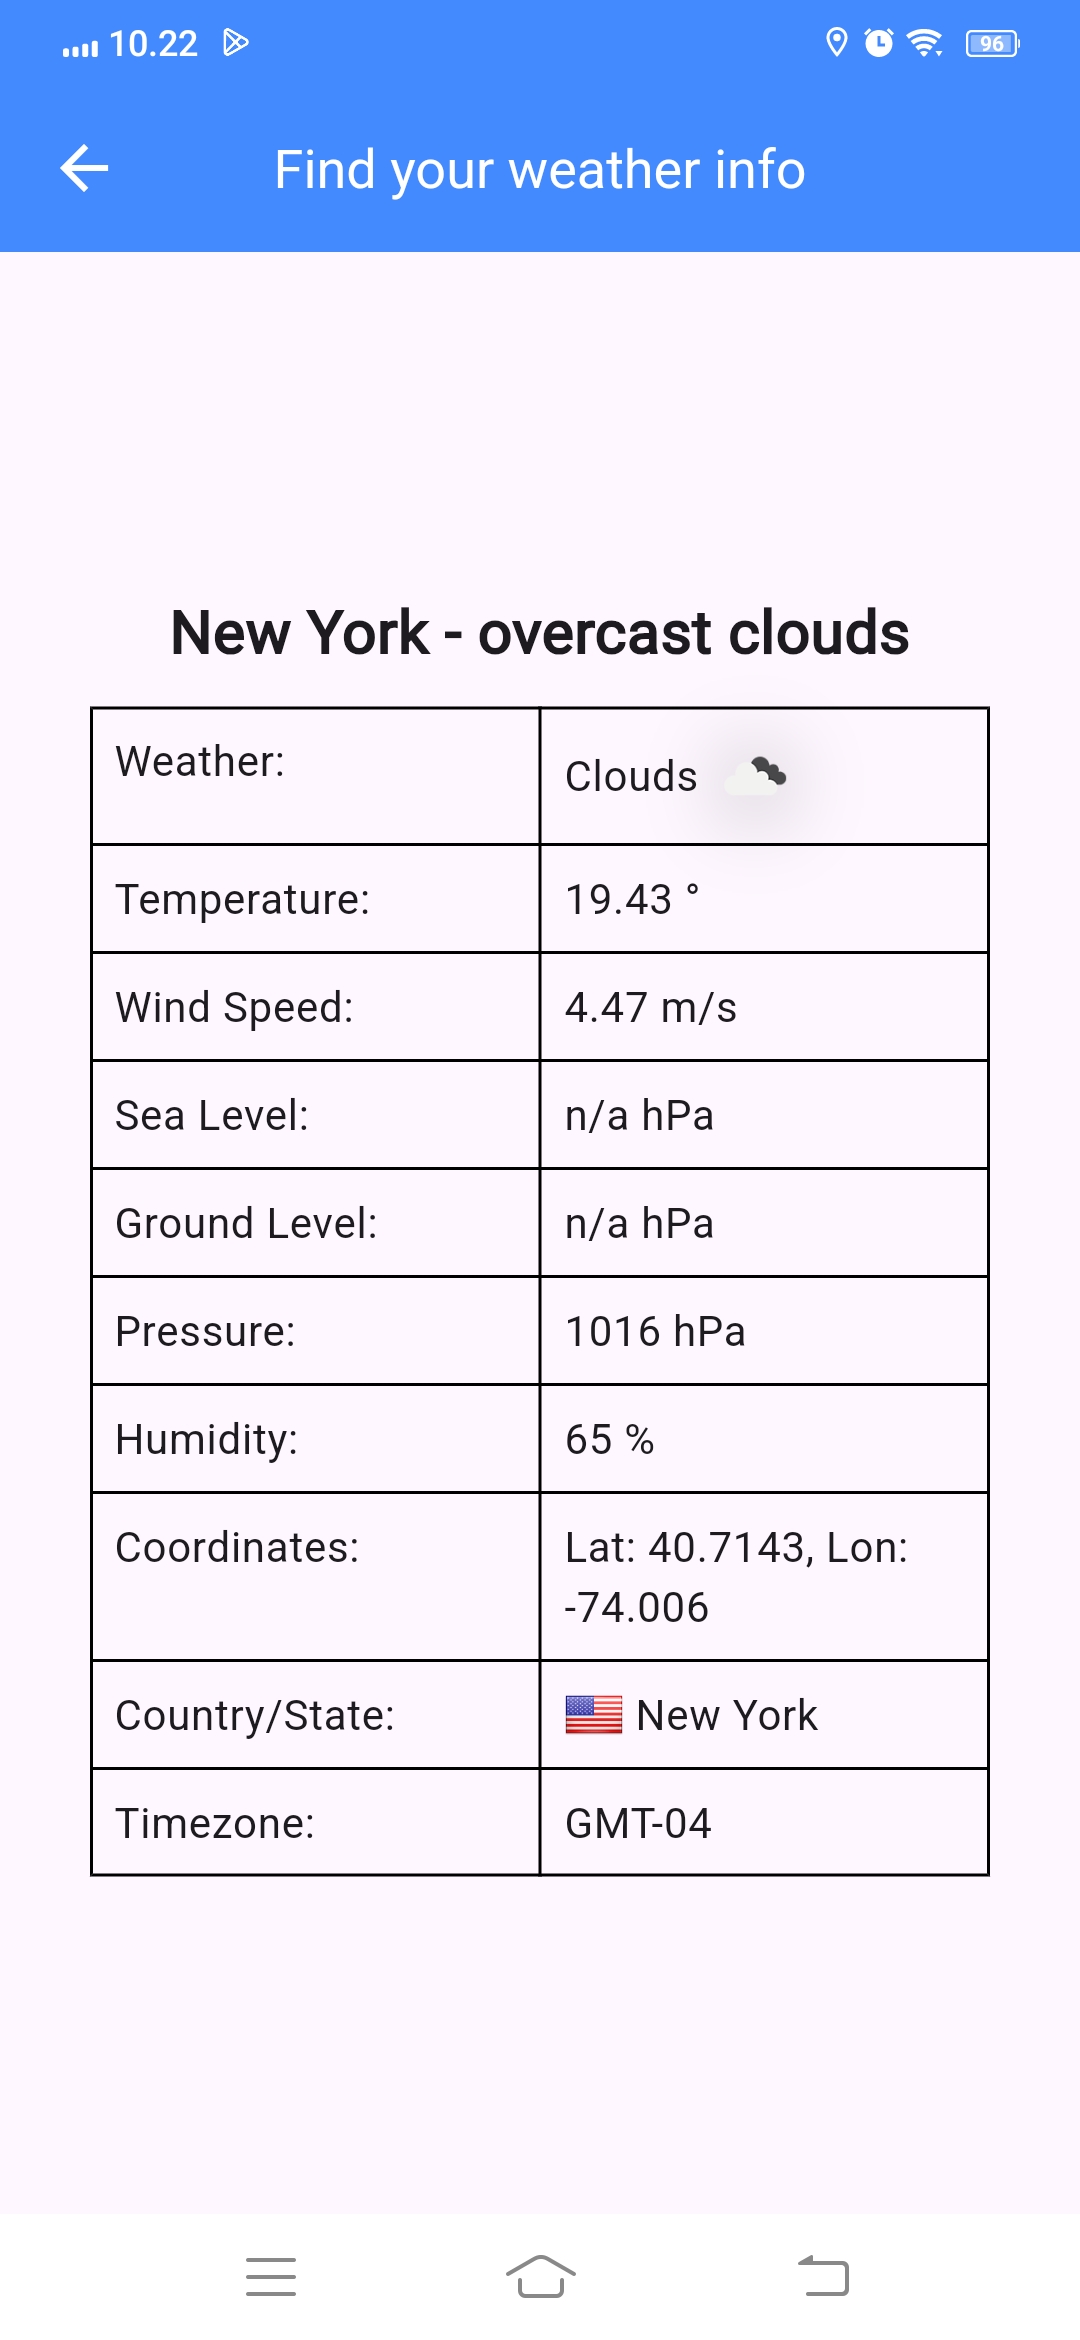 10.22
96
Find your weather info
New York - overcast clouds
Weather:
Clouds
Temperature:
19.43 °
Wind Speed:
4.47 m/s
Sea Level:
n/a hPa
Ground Level:
n/a hPa
Pressure:
1016 hPa
Humidity:
65 %
Coordinates:
Lat: 40.7143, Lon:
-74.006
Country/State:
New York
Timezone:
GMT-04